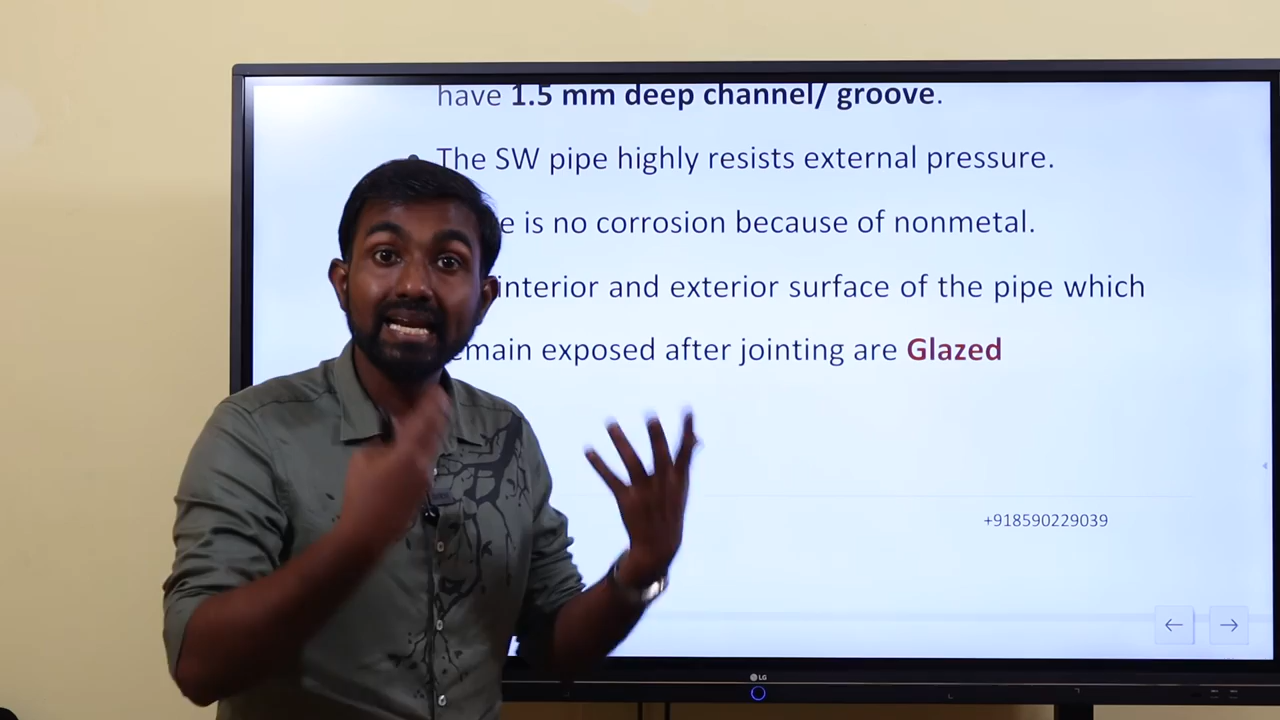 have 1.5 mm deep channel/ groove.
The SW pipe highly resists external pressure.
is no corrosion because of nonmetal.
interior and exterior surface of the pipe which
exposed after jointing are Glazed
+918590229039
LG